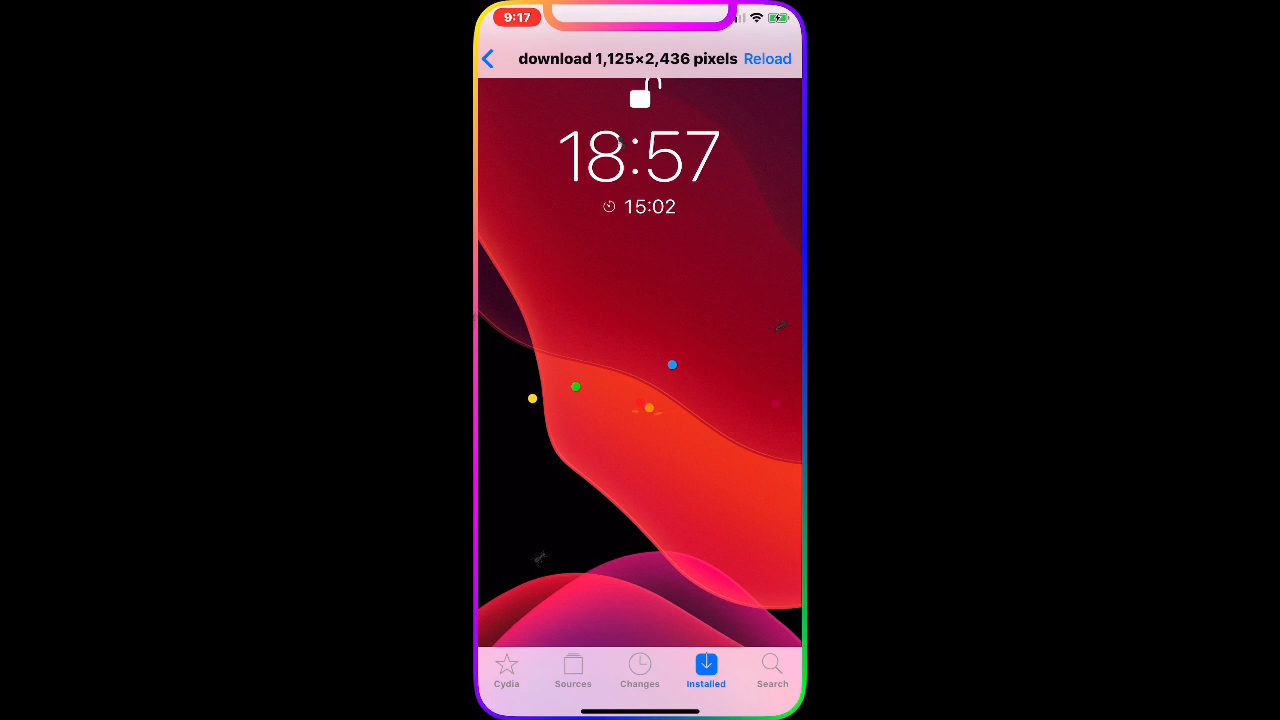 9:17
download 1,125×2,436 pixels
Reload
18:57
15:02
Cydia
Sources
Changes
Installed
Search